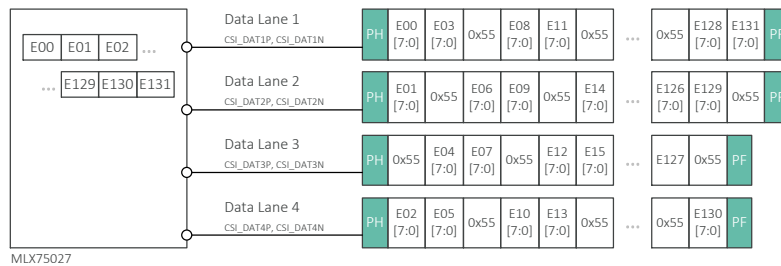 E00 E01 E02 ...
... E129 E130 E131
MLX75027
Data Lane 1
CSI_DAT1P, CSI_DAT1N
PH E00 [7:0] E03 [7:0] 0x55 E08 [7:0] E11 [7:0] 0x55 ... 0x55 E128 [7:0] E131 [7:0] PF
Data Lane 2
CSI_DAT2P, CSI_DAT2N
PH E01 [7:0] 0x55 E06 [7:0] E09 [7:0] 0x55 E14 [7:0] ... E126 [7:0] E129 [7:0] 0x55 PF
Data Lane 3
CSI_DAT3P, CSI_DAT3N
PH 0x55 E04 [7:0] E07 [7:0] 0x55 E12 [7:0] E15 [7:0] ... E127 0x55 PF
Data Lane 4
CSI_DAT4P, CSI_DAT4N
PH E02 [7:0] E05 [7:0] 0x55 E10 [7:0] E13 [7:0] 0x55 ... 0x55 E130 [7:0] PF